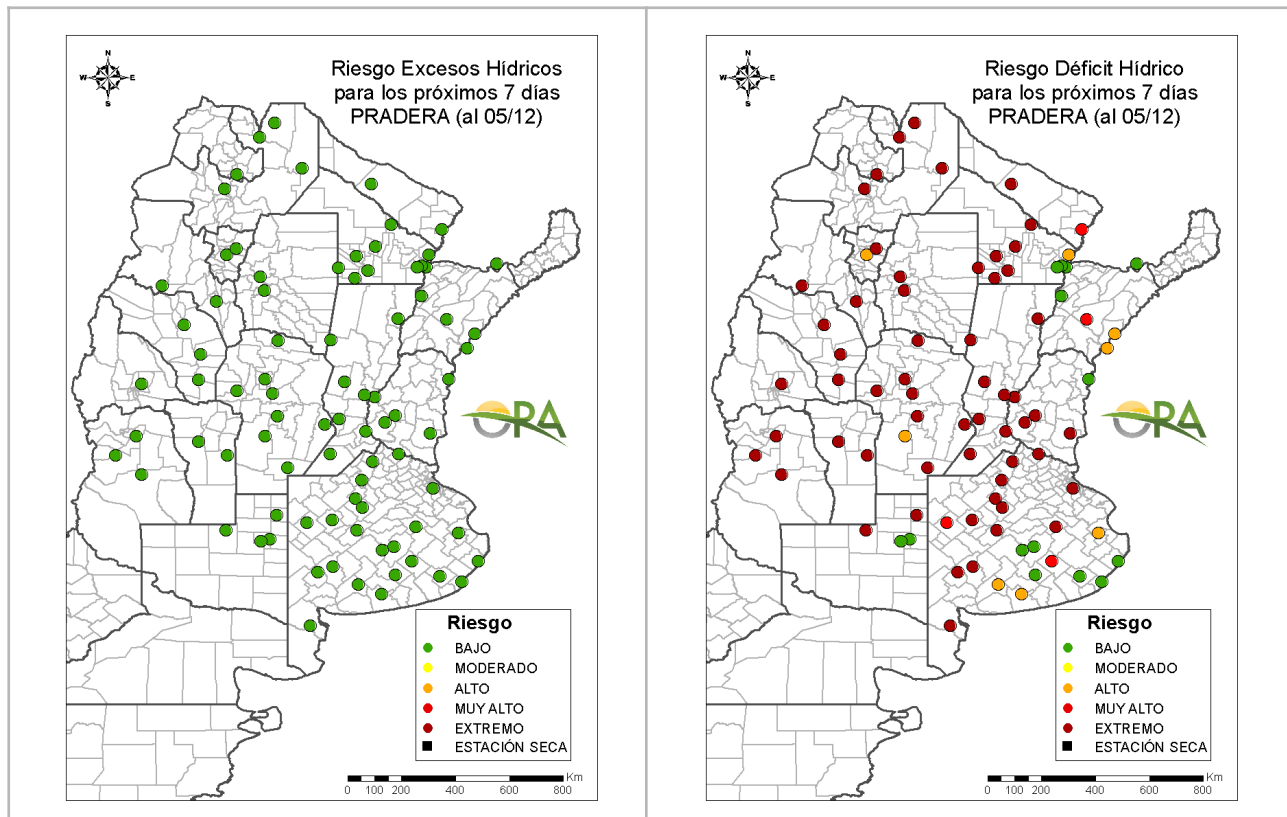 N
W
E
S
Riesgo Excesos Hídricos
para los próximos 7 días
PRADERA (al 05/12)
ORA
Riesgo
BAJO
MODERADO
ALTO
MUY ALTO
EXTREMO
ESTACIÓN SECA
Km
0 100 200 400 600 800
N
W
E
S
Riesgo Déficit Hídrico
para los próximos 7 días
PRADERA (al 05/12)
ORA
Riesgo
BAJO
MODERADO
ALTO
MUY ALTO
EXTREMO
ESTACIÓN SECA
Km
0 100 200 400 600 800